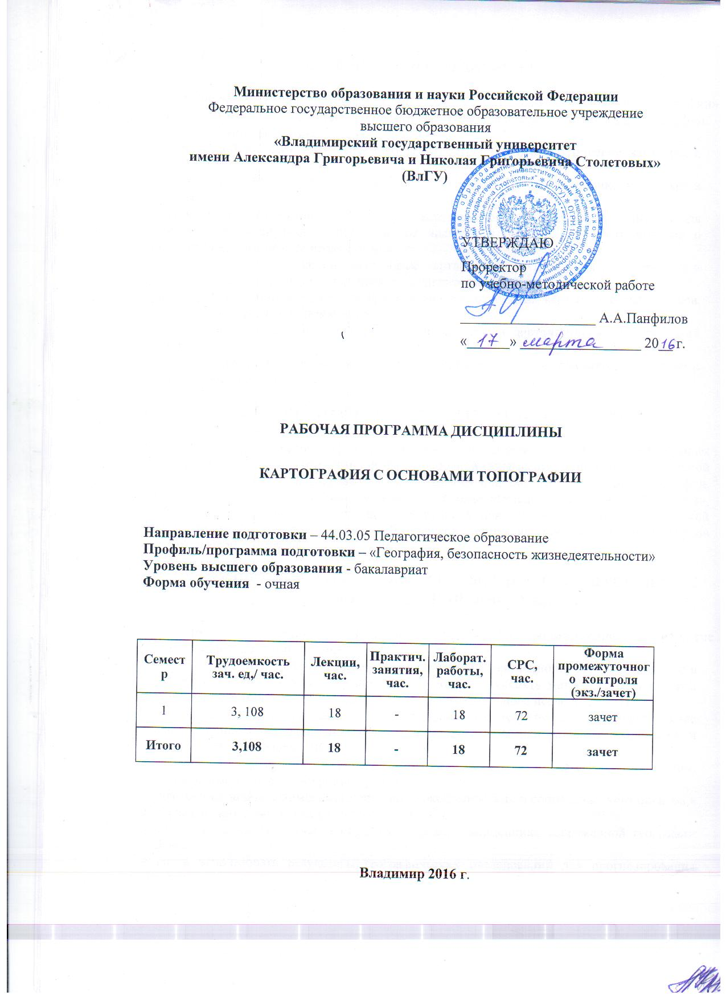 Министерство образования и науки Российской Федерации
Федеральное государственное бюджетное образовательное учреждение
высшего образования
«Владимирский государственный университет
имени Александра Григорьевича и Николая Григорьевича Столетовых»
(ВлГУ)
УТВЕРЖДАЮ
Проректор
по учебно-методической работе
А.А.Панфилов
« 17 » марта 2016 г.
РАБОЧАЯ ПРОГРАММА ДИСЦИПЛИНЫ
КАРТОГРАФИЯ С ОСНОВАМИ ТОПОГРАФИИ
Направление подготовки – 44.03.05 Педагогическое образование
Профиль/программа подготовки – «География, безопасность жизнедеятельности»
Уровень высшего образования - бакалавриат
Форма обучения - очная
Семест
р
Трудоемкость
зач. ед,/ час.
Лекции,
час.
Практич.
занятия,
час.
Лаборат.
работы,
час.
СРС,
час.
Форма
промежуточног
о контроля
(экз./зачет)
1 3, 108 18 - 18 72 зачет
Итого 3,108 18 - 18 72 зачет
Владимир 2016 г.